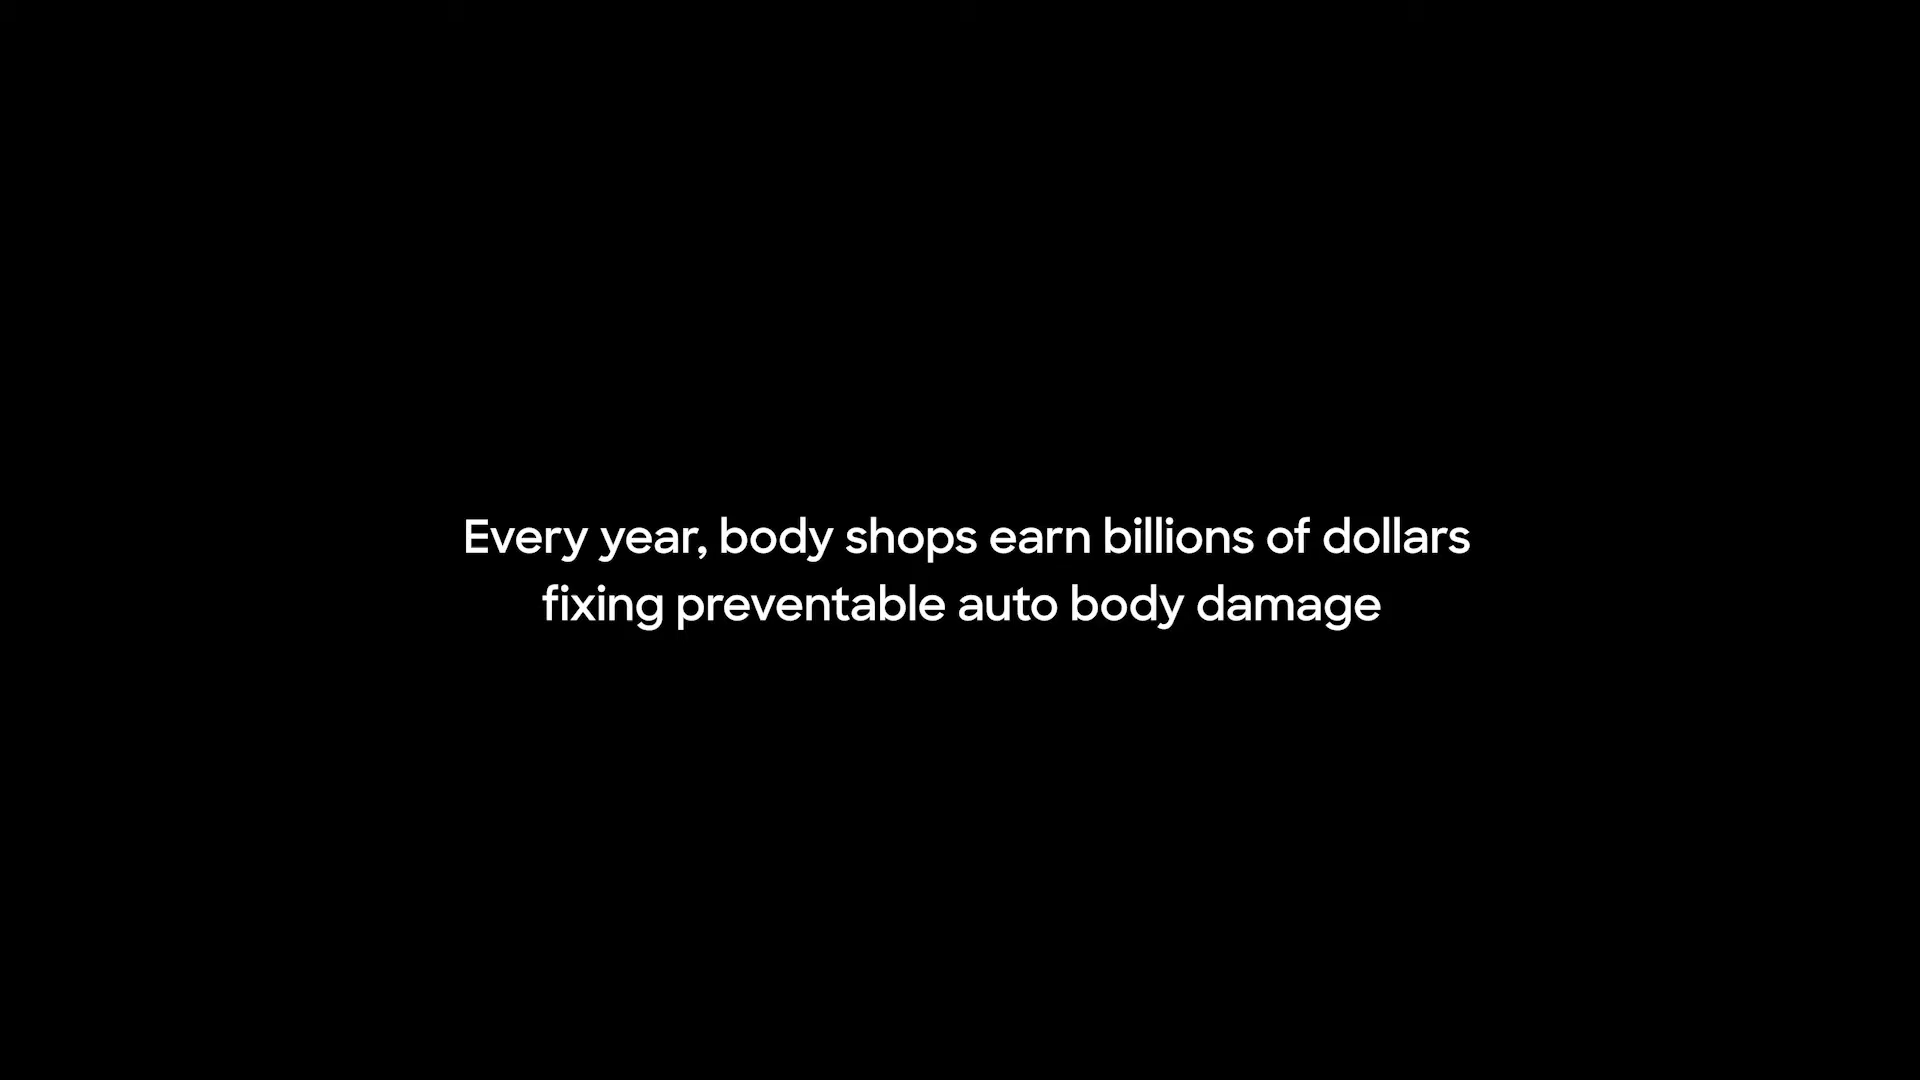 Every year, body shops earn billions of dollars
fixing preventable auto body damage